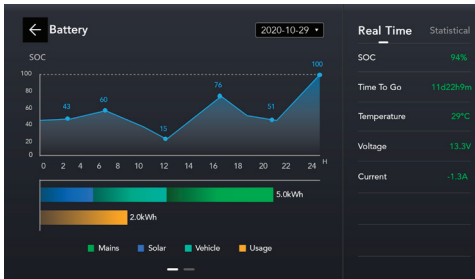 Battery
2020-10-29
SOC
100
80
60
40
20
0
43
60
15
76
51
100
0 2 4 6 8 10 12 14 16 18 20 22 24 H
5.0kWh
2.0kWh
Mains Solar Vehicle Usage
Real Time Statistical
SOC 94%
Time To Go 11d22h9m
Temperature 29°C
Voltage 13.3V
Current -1.3A